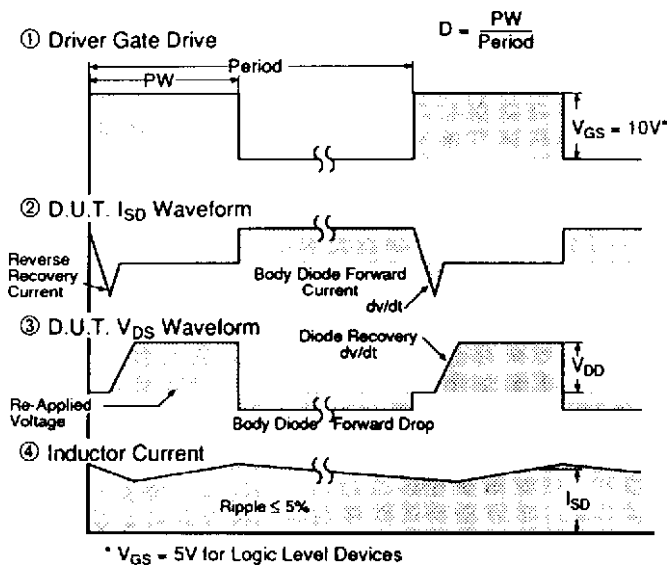 ① Driver Gate Drive
D = PW
Period
Period
PW
V_GS = 10V*
② D.U.T. I_SD Waveform
Reverse
Recovery
Current
Body Diode Forward
Current
dv/dt
③ D.U.T. V_DS Waveform
Diode Recovery
dv/dt
V_DD
Re-Applied
Voltage
Body Diode Forward Drop
④ Inductor Current
Ripple ≤ 5%
I_SD
* V_GS = 5V for Logic Level Devices